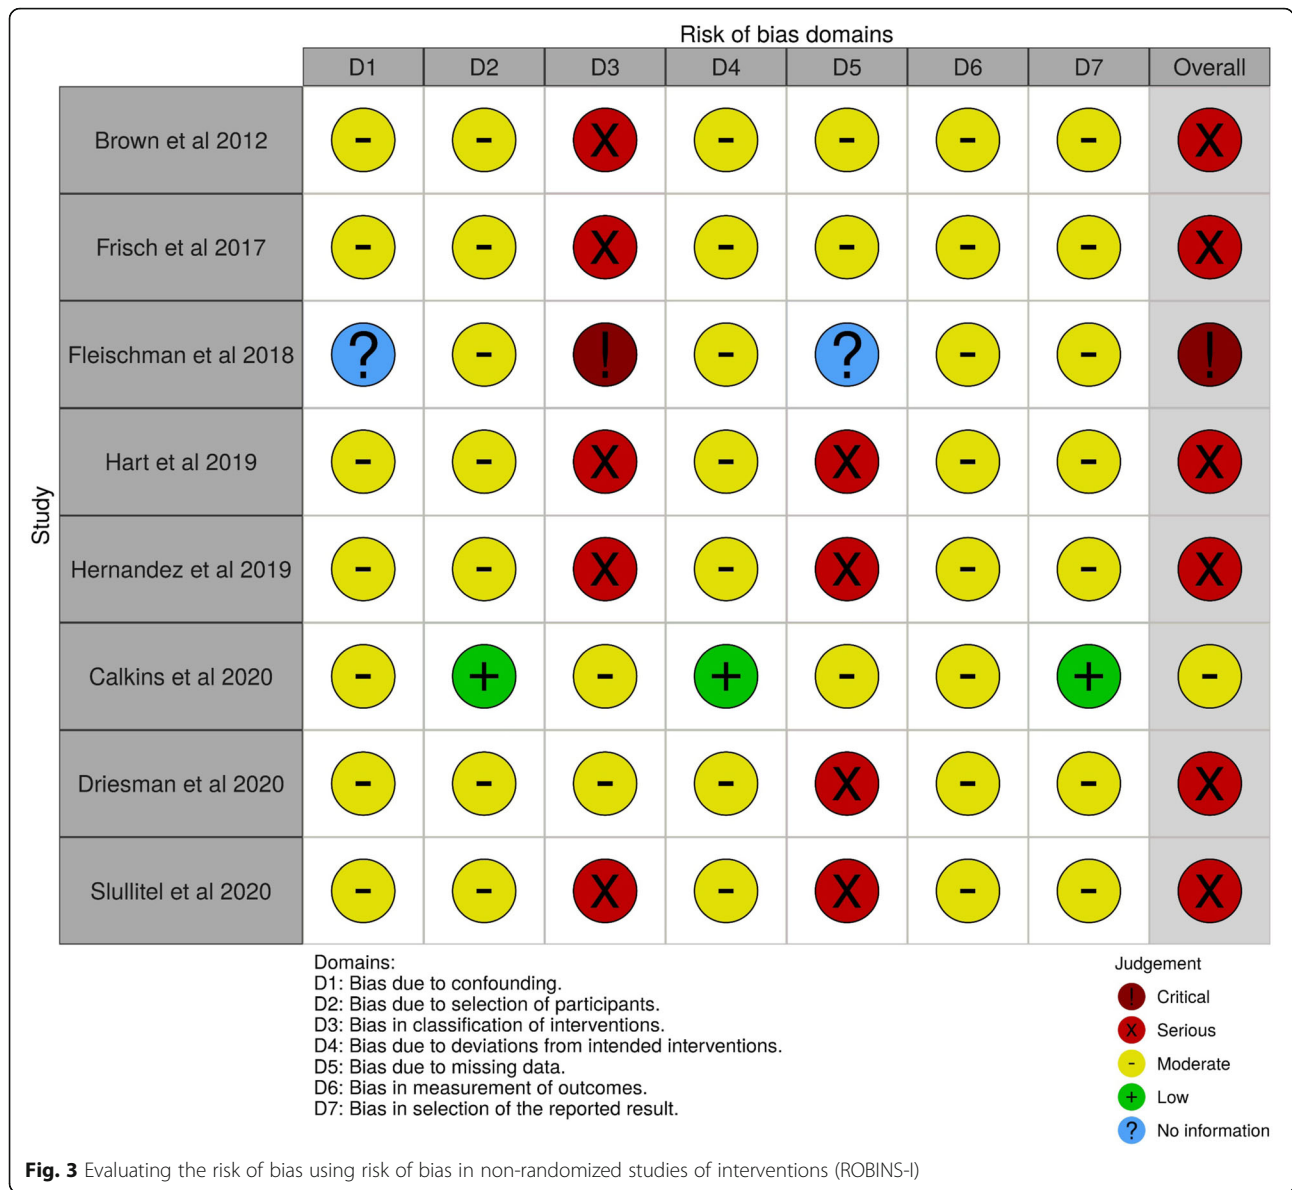 Risk of bias domains
D1 D2 D3 D4 D5 D6 D7 Overall
Study
Brown et al 2012 - - X - - - - X
Frisch et al 2017 - - X - - - - X
Fleischman et al 2018 ? - ! - ? - - !
Hart et al 2019 - - X - X - - X
Hernandez et al 2019 - - X - X - - X
Calkins et al 2020 - + - + - - + -
Driesman et al 2020 - - - - X - - X
Slullitel et al 2020 - - X - X - - X
Domains:
D1: Bias due to confounding.
D2: Bias due to selection of participants.
D3: Bias in classification of interventions.
D4: Bias due to deviations from intended interventions.
D5: Bias due to missing data.
D6: Bias in measurement of outcomes.
D7: Bias in selection of the reported result.
Judgement
! Critical
X Serious
- Moderate
+ Low
? No information
Fig. 3 Evaluating the risk of bias using risk of bias in non-randomized studies of interventions (ROBINS-I)